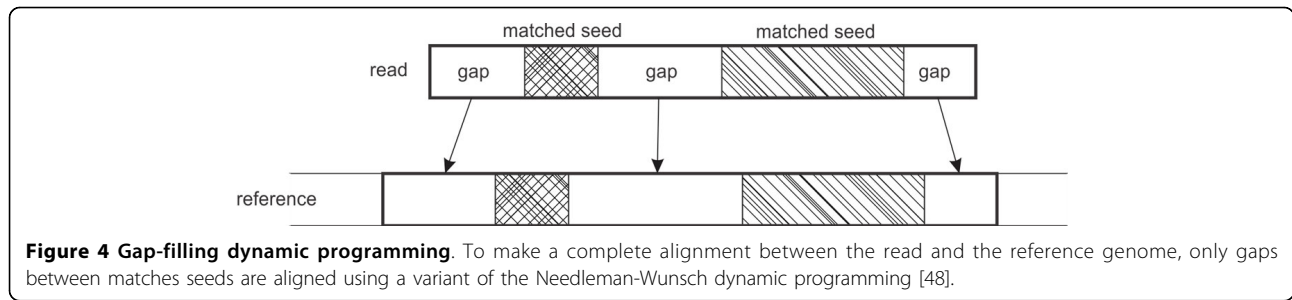 matched seed matched seed
read gap gap gap
reference
Figure 4 Gap-filling dynamic programming. To make a complete alignment between the read and the reference genome, only gaps
between matches seeds are aligned using a variant of the Needleman-Wunsch dynamic programming [48].